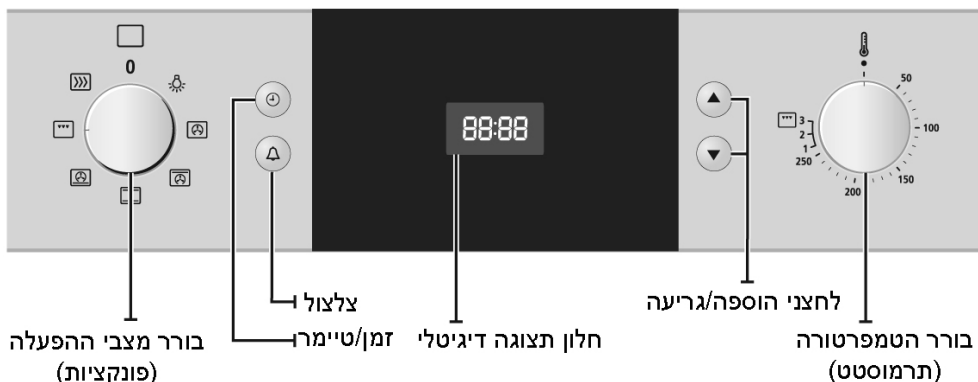 0
50
100
150
200
250
3
2
1
88:88
צלצול
זמן/טיימר
בורר מצבי ההפעלה
(פונקציות)
חלון תצוגה דיגיטלי
לחצני הוספה/גריעה
בורר הטמפרטורה
(תרמוסטט)